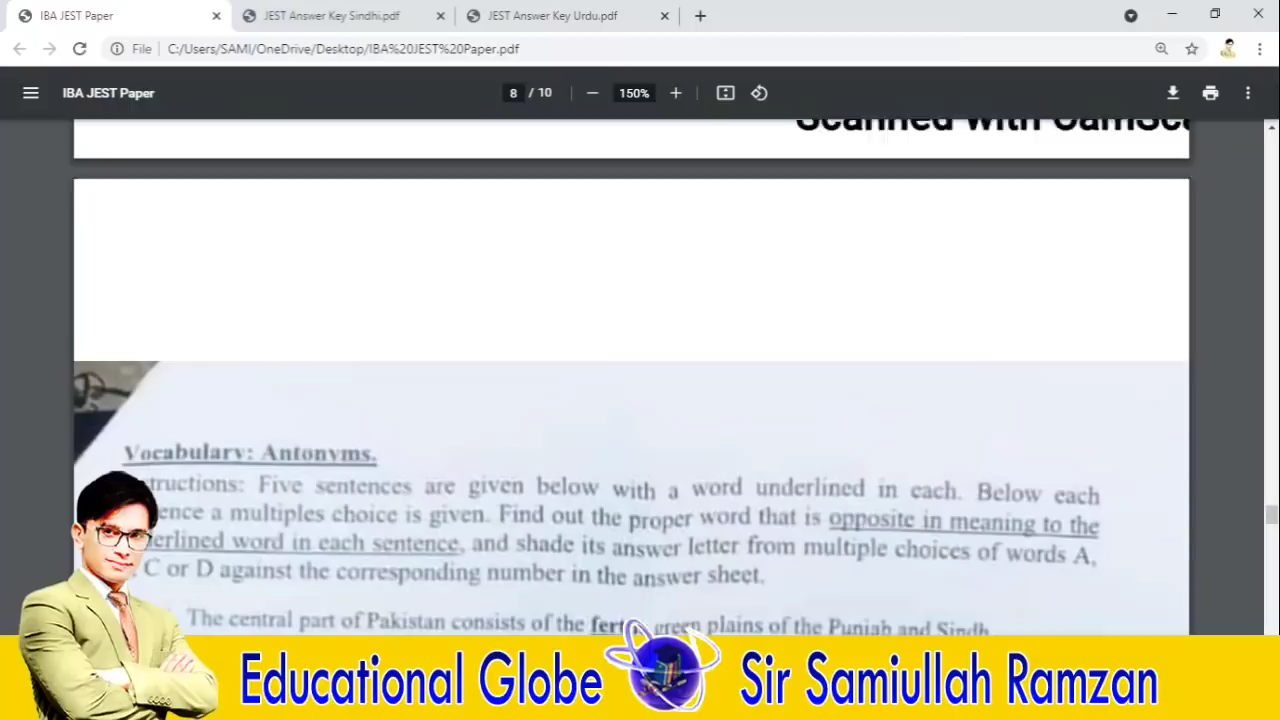 IBA JEST Paper
JEST Answer Key Sindhi.pdf
JEST Answer Key Urdu.pdf
File
C:/Users/SAMI/OneDrive/Desktop/IBA%20JEST%20Paper.pdf
IBA JEST Paper
8 / 10
150%
Scanned with CamSca
Vocabulary: Antonyms.
tructions: Five sentences are given below with a word underlined in each. Below each
ence a multiples choice is given. Find out the proper word that is opposite in meaning to the
erlined word in each sentence, and shade its answer letter from multiple choices of words A,
C or D against the corresponding number in the answer sheet.
The central part of Pakistan consists of the fert green plains of the Punjab and Sindh
Educational Globe
Sir Samiullah Ramzan